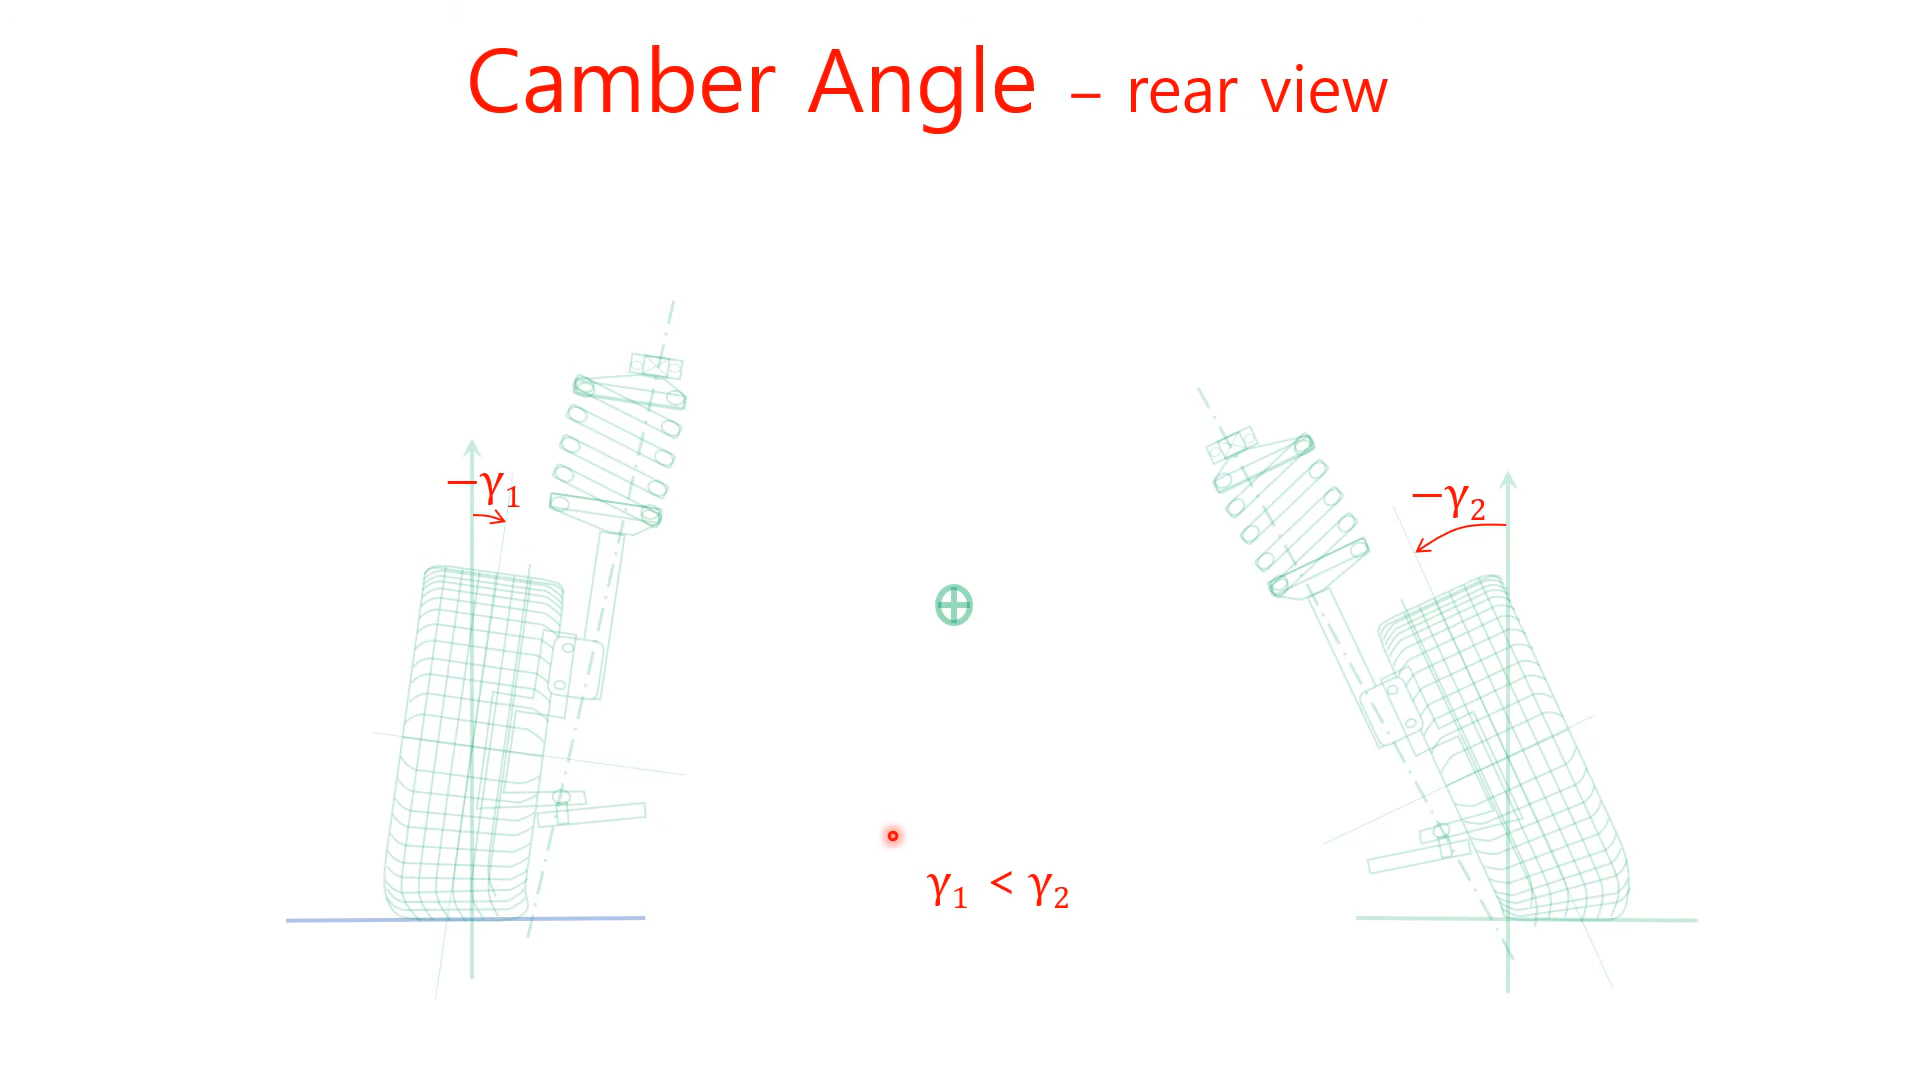 Camber Angle – rear view
−γ₁
−γ₂
γ₁ < γ₂